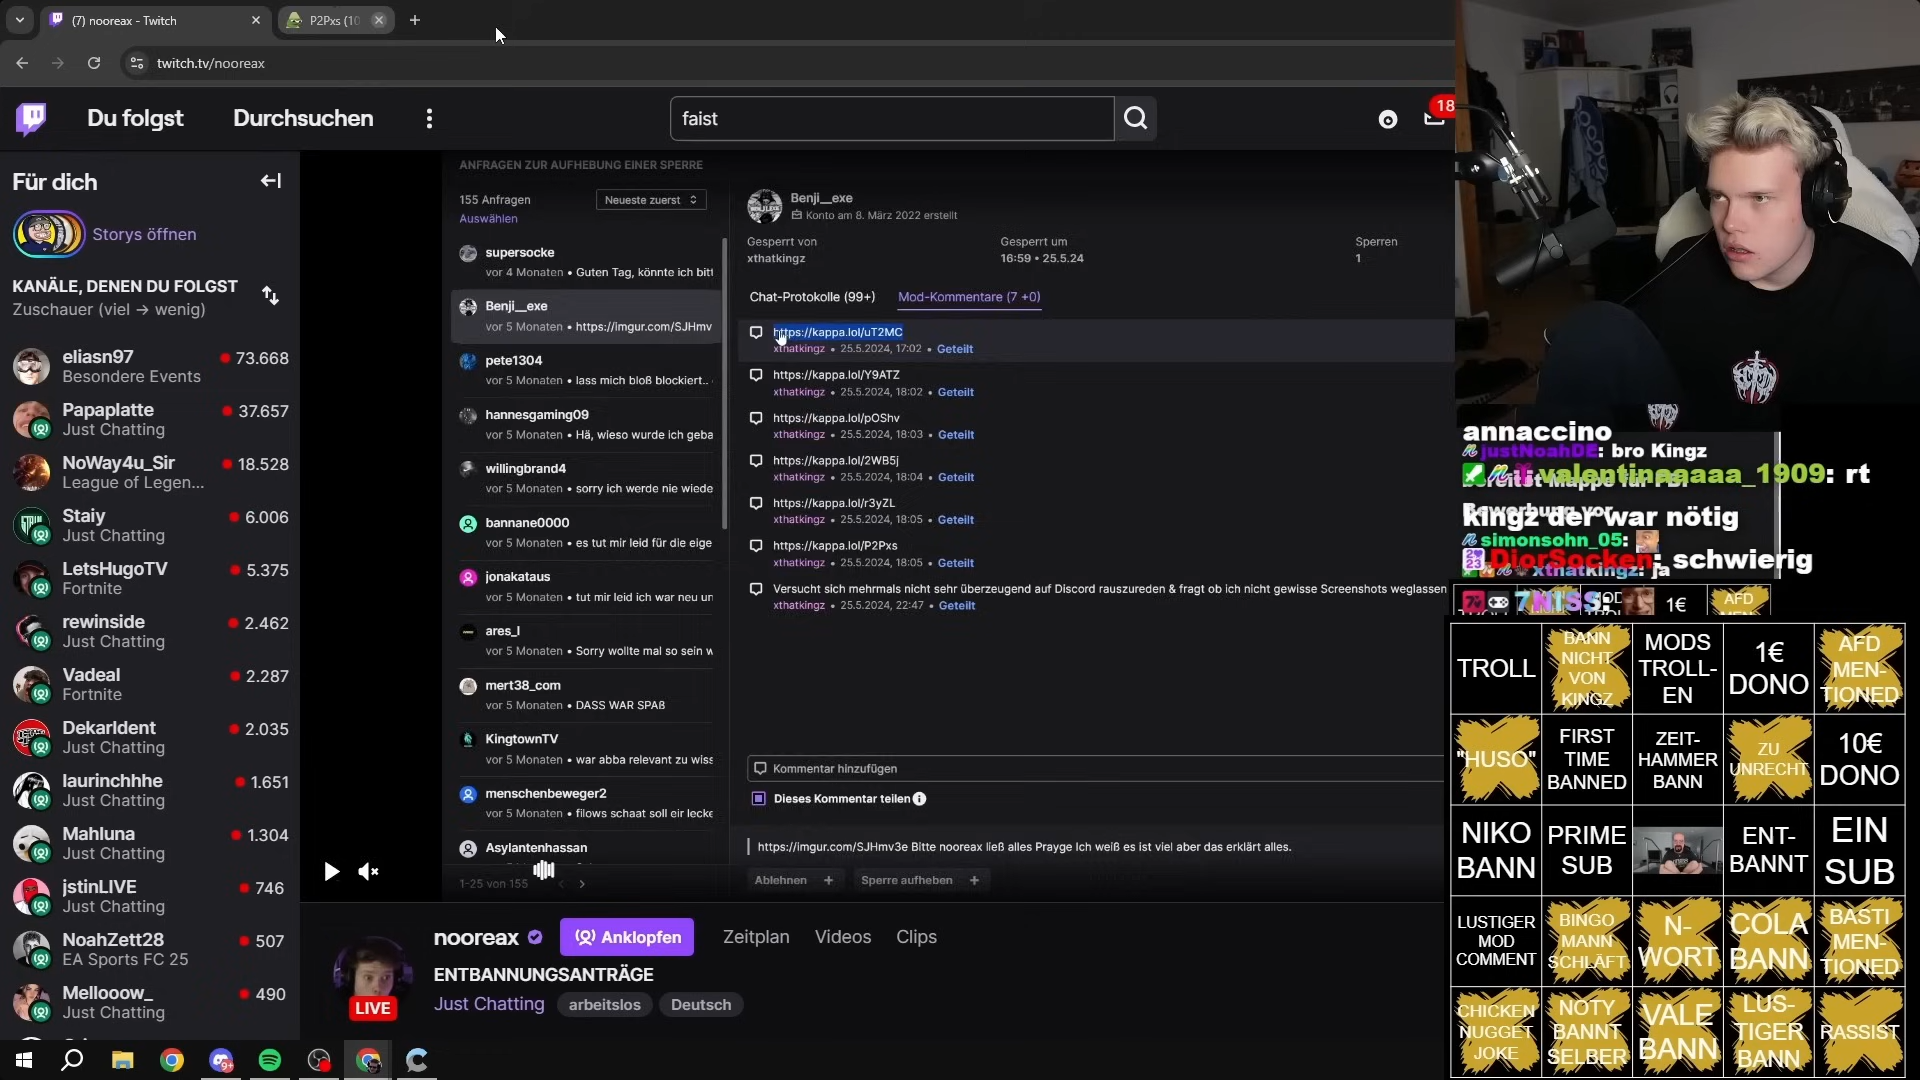 (7) nooreax - Twitch
P2Pxs (10
twitch.tv/nooreax
Du folgst
Durchsuchen
faist
18
Für dich
Storys öffnen
KANÄLE, DENEN DU FOLGST
Zuschauer (viel → wenig)
eliasn97
73.668
Besondere Events
Papaplatte
37.657
Just Chatting
NoWay4u_Sir
18.528
League of Legen...
Staiy
6.006
Just Chatting
LetsHugoTV
5.375
Fortnite
rewinside
2.462
Just Chatting
Vadeal
2.287
Fortnite
DekarIdent
2.035
Just Chatting
laurinchhhe
1.651
Just Chatting
Mahluna
1.304
Just Chatting
jstinLIVE
746
Just Chatting
NoahZett28
507
EA Sports FC 25
Mellooow_
490
Just Chatting
ANFRAGEN ZUR AUFHEBUNG EINER SPERRE
155 Anfragen
Neueste zuerst
Auswählen
supersocke
vor 4 Monaten • Guten Tag, könnte ich bitt
Benji__exe
vor 5 Monaten • https://imgur.com/SJHmv
pete1304
vor 5 Monaten • lass mich bloß blockiert..
hannesgaming09
vor 5 Monaten • Hä, wieso wurde ich geba
willingbrand4
vor 5 Monaten • sorry ich werde nie wiede
bannane0000
vor 5 Monaten • es tut mir leid für die eige
jonakataus
vor 5 Monaten • tut mir leid ich war neu un
ares_l
vor 5 Monaten • Sorry wollte mal so sein w
mert38_com
vor 5 Monaten • DASS WAR SPAß
KingtownTV
vor 5 Monaten • war abba relevant zu wiss
menschenbeweger2
vor 5 Monaten • filows schaat soll eir lecke
Asylantenhassan
1-25 von 155
Benji__exe
Konto am 8. März 2022 erstellt
Gesperrt von
xthatkingz
Gesperrt um
16:59 • 25.5.24
Sperren
1
Chat-Protokolle (99+)
Mod-Kommentare (7 +0)
https://kappa.lol/uT2MC
xthatkingz • 25.5.2024, 17:02 • Geteilt
https://kappa.lol/Y9ATZ
xthatkingz • 25.5.2024, 18:02 • Geteilt
https://kappa.lol/pOShv
xthatkingz • 25.5.2024, 18:03 • Geteilt
https://kappa.lol/2WB5j
xthatkingz • 25.5.2024, 18:04 • Geteilt
https://kappa.lol/r3yZL
xthatkingz • 25.5.2024, 18:05 • Geteilt
https://kappa.lol/P2Pxs
xthatkingz • 25.5.2024, 18:05 • Geteilt
Versucht sich mehrmals nicht sehr überzeugend auf Discord rauszureden & fragt ob ich nicht gewisse Screenshots weglassen
xthatkingz • 25.5.2024, 22:47 • Geteilt
Kommentar hinzufügen
Dieses Kommentar teilen
https://imgur.com/SJHmv3e Bitte nooreax ließ alles Prayge Ich weiß es ist viel aber das erklärt alles.
Ablehnen +
Sperre aufheben +
nooreax
Anklopfen
Zeitplan
Videos
Clips
ENTBANNUNGSANTRÄGE
LIVE
Just Chatting
arbeitslos
Deutsch
annaccino
justNoahDE: bro Kingz
valentinaaaaa_1909: rt
bereitet Mappe für FBI
Bewerbung vor
kingz der war nötig
simonsohn_05:
DiorSocken: schwierig
xthatkingz: ja
7NISS:
1€
AFD
TROLL
BANN NICHT VON KINGZ
MODS TROLL-EN
1€ DONO
AFD MEN-TIONED
"HUSO"
FIRST TIME BANNED
ZEIT-HAMMER BANN
ZU UNRECHT
10€ DONO
NIKO BANN
PRIME SUB
ENT-BANNT
EIN SUB
LUSTIGER MOD COMMENT
BINGO MANN SCHLÄFT
N-WORT
COLA BANN
BASTI MEN-TIONED
CHICKEN NUGGET JOKE
NOTY BANNT SELBER
VALE BANN
LUS-TIGER BANN
RASSIST